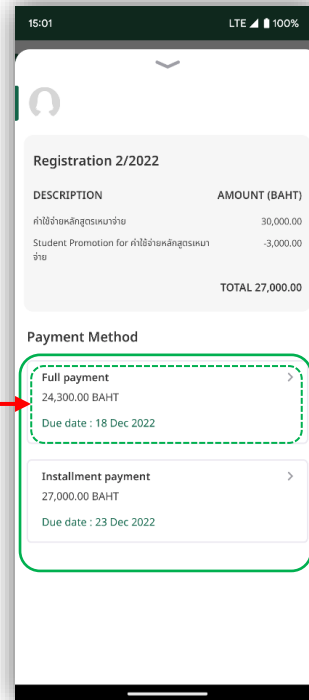 15:01 LTE 100%
Registration 2/2022
DESCRIPTION AMOUNT (BAHT)
ค่าใช้จ่ายหลักสูตรเหมาจ่าย 30,000.00
Student Promotion for ค่าใช้จ่ายหลักสูตรเหมา -3,000.00
จ่าย
TOTAL 27,000.00
Payment Method
Full payment
24,300.00 BAHT
Due date : 18 Dec 2022
Installment payment
27,000.00 BAHT
Due date : 23 Dec 2022